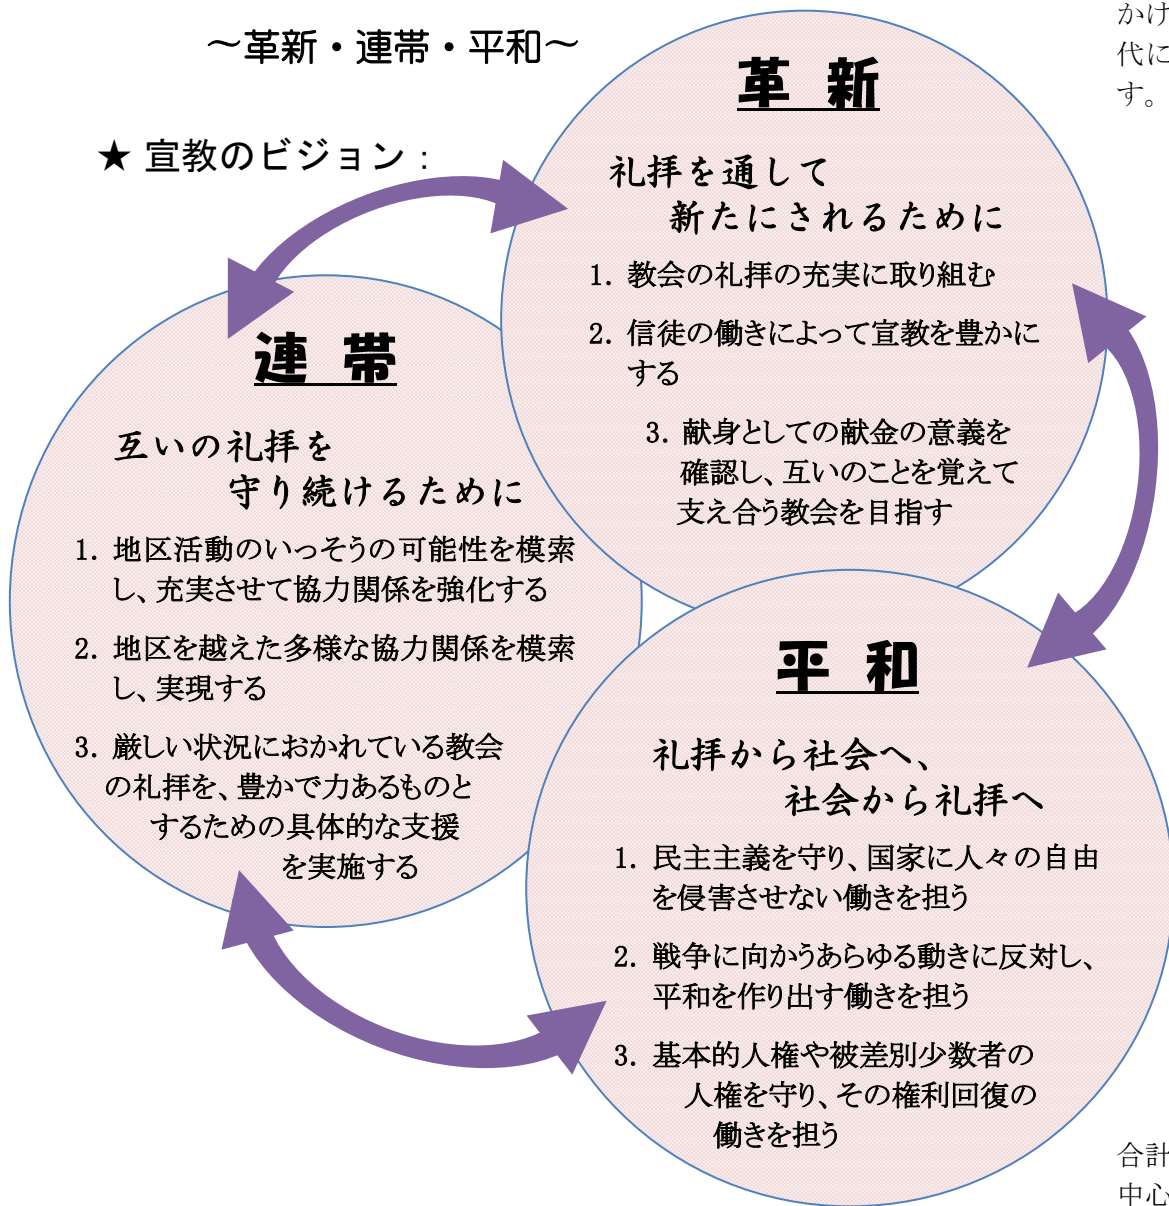 ～革新・連帯・平和～
★ 宣教のビジョン：
革 新
礼拝を通して
新たにされるために
1. 教会の礼拝の充実に取り組む
2. 信徒の働きによって宣教を豊かに
する
3. 献身としての献金の意義を
確認し、互いのことを覚えて
支え合う教会を目指す
連 帯
互いの礼拝を
守り続けるために
1. 地区活動のいっそうの可能性を模索
し、充実させて協力関係を強化する
2. 地区を越えた多様な協力関係を模索
し、実現する
3. 厳しい状況におかれている教会
の礼拝を、豊かで力あるものと
するための具体的な支援
を実施する
平 和
礼拝から社会へ、
社会から礼拝へ
1. 民主主義を守り、国家に人々の自由
を侵害させない働きを担う
2. 戦争に向かうあらゆる動きに反対し、
平和を作り出す働きを担う
3. 基本的人権や被差別少数者の
人権を守り、その権利回復の
働きを担う
かけ
代に
す。
合計
中心